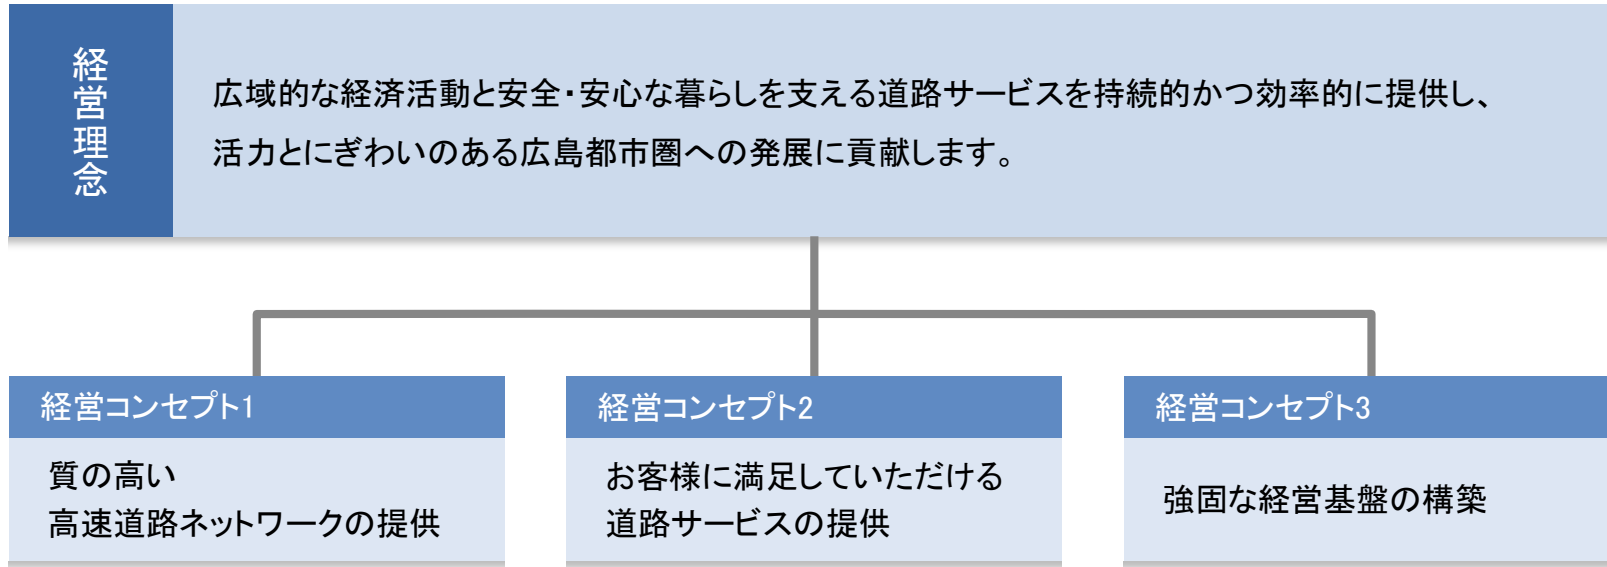 経営理念
広域的な経済活動と安全・安心な暮らしを支える道路サービスを持続的かつ効率的に提供し、
活力とにぎわいのある広島都市圏への発展に貢献します。
経営コンセプト1
質の高い
高速道路ネットワークの提供
経営コンセプト2
お客様に満足していただける
道路サービスの提供
経営コンセプト3
強固な経営基盤の構築